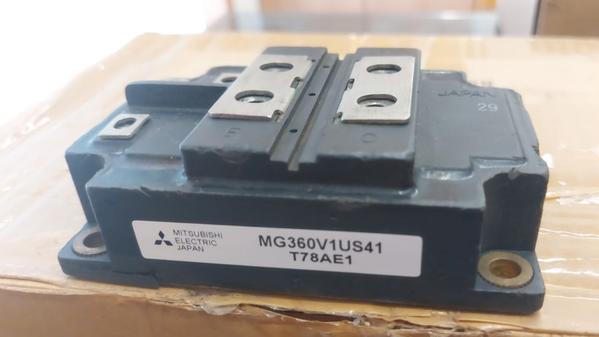 JAPAN
29
E
C
MITSUBISHI
ELECTRIC
JAPAN
MG360V1US41
T78AE1